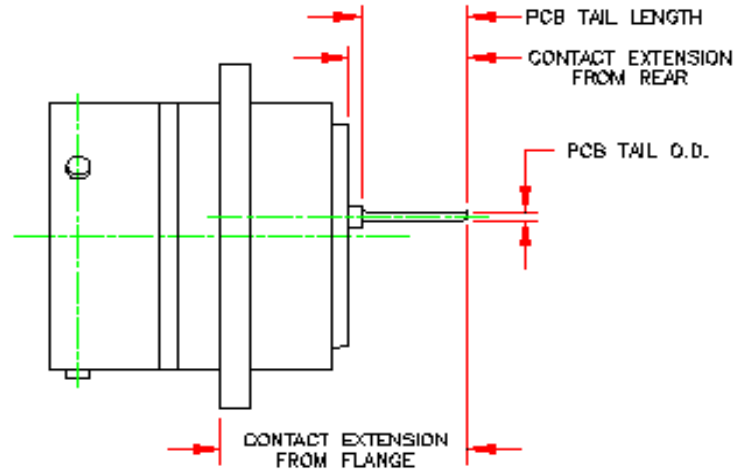 PCB TAIL LENGTH
CONTACT EXTENSION
FROM REAR
PCB TAIL O.D.
CONTACT EXTENSION
FROM FLANGE